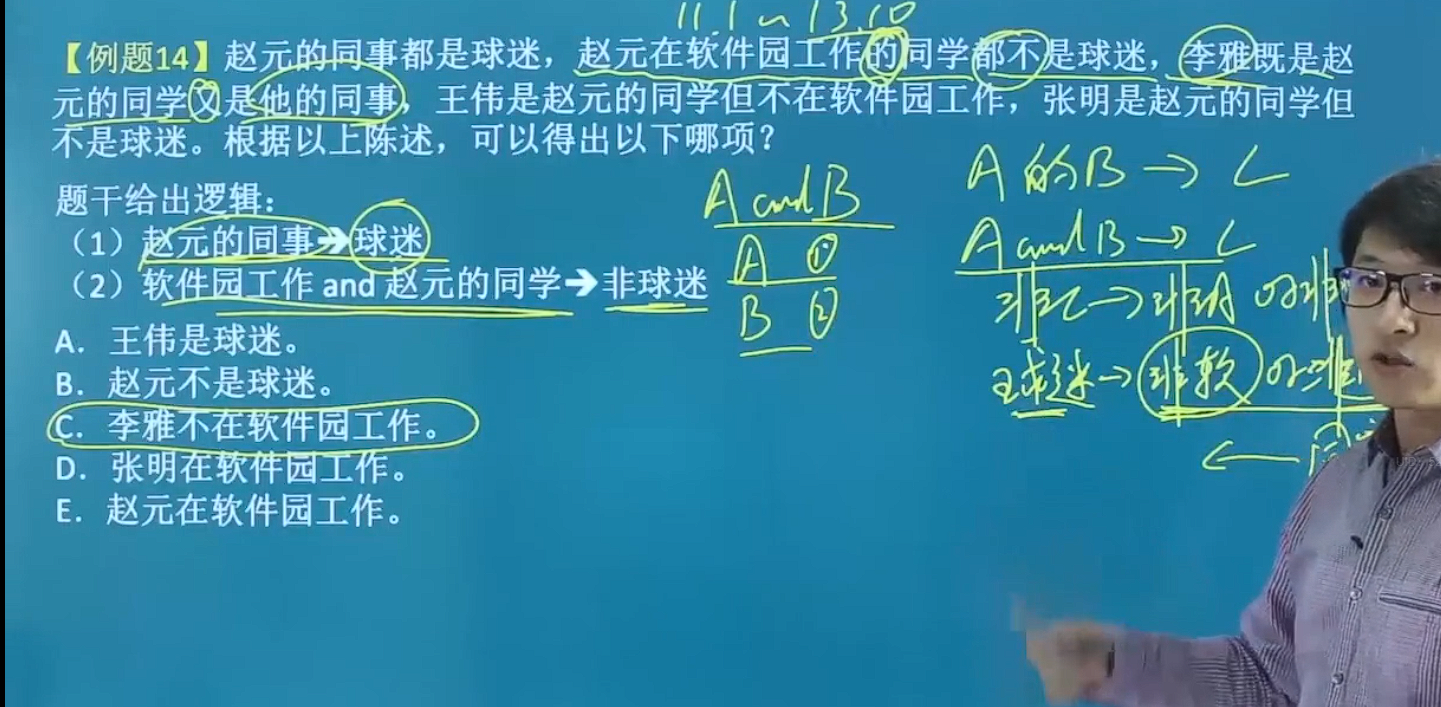 11.1 ~ 13.10
【例题14】赵元的同事都是球迷，赵元在软件园工作的同学都不是球迷，李雅既是赵
元的同学又是他的同事，王伟是赵元的同学但不在软件园工作，张明是赵元的同学但
不是球迷。根据以上陈述，可以得出以下哪项？
题干给出逻辑：
（1）赵元的同事→球迷
（2）软件园工作 and 赵元的同学→非球迷
A. 王伟是球迷。
B. 赵元不是球迷。
C. 李雅不在软件园工作。
D. 张明在软件园工作。
E. 赵元在软件园工作。
A and B
A ①
B ②
A 的 B → C
A and B → C
非C → 非A or 非
球迷 → 非软 or 非
←